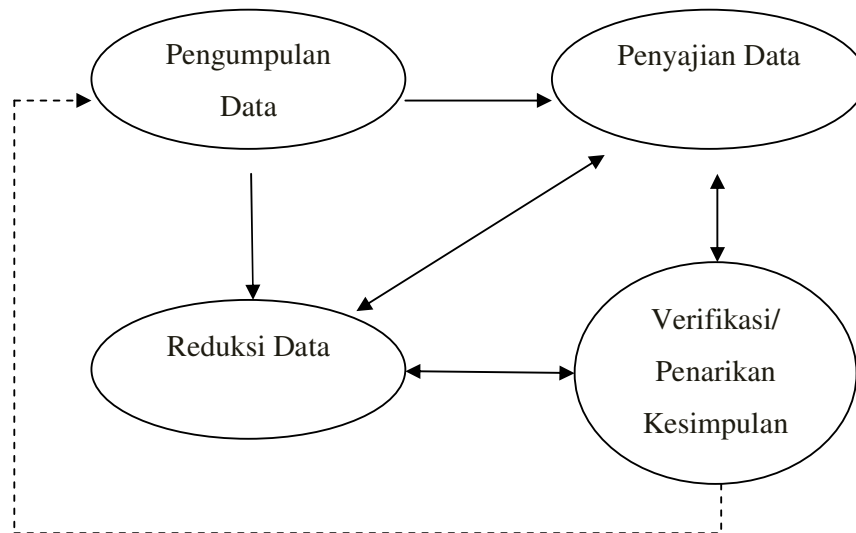 Pengumpulan
Data
Penyajian Data
Reduksi Data
Verifikasi/
Penarikan
Kesimpulan